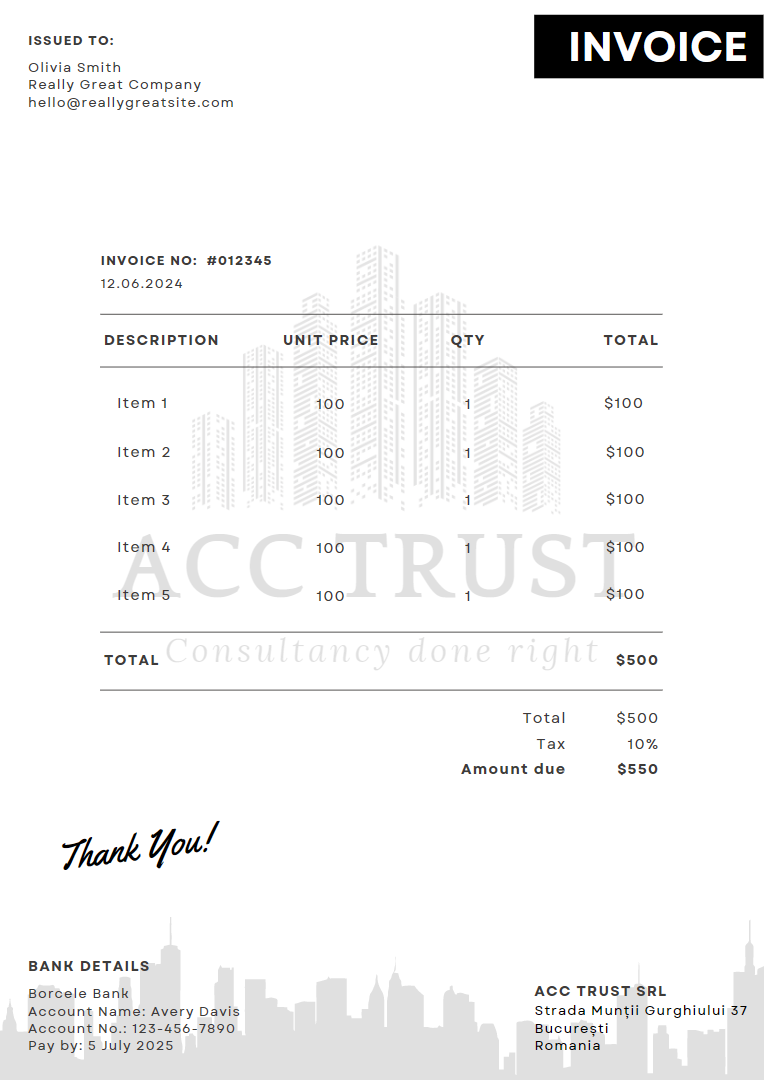 ISSUED TO:
Olivia Smith
Really Great Company
hello@reallygreatsite.com
INVOICE
INVOICE NO: #012345
12.06.2024
DESCRIPTION UNIT PRICE QTY TOTAL
Item 1 100 1 $100
Item 2 100 1 $100
Item 3 100 1 $100
Item 4 100 1 $100
ACC TRUST
Item 5 100 1 $100
Consultancy done right
TOTAL $500
Total $500
Tax 10%
Amount due $550
Thank You!
BANK DETAILS
Borcele Bank
Account Name: Avery Davis
Account No.: 123-456-7890
Pay by: 5 July 2025
ACC TRUST SRL
Strada Munții Gurghiului 37
București
Romania